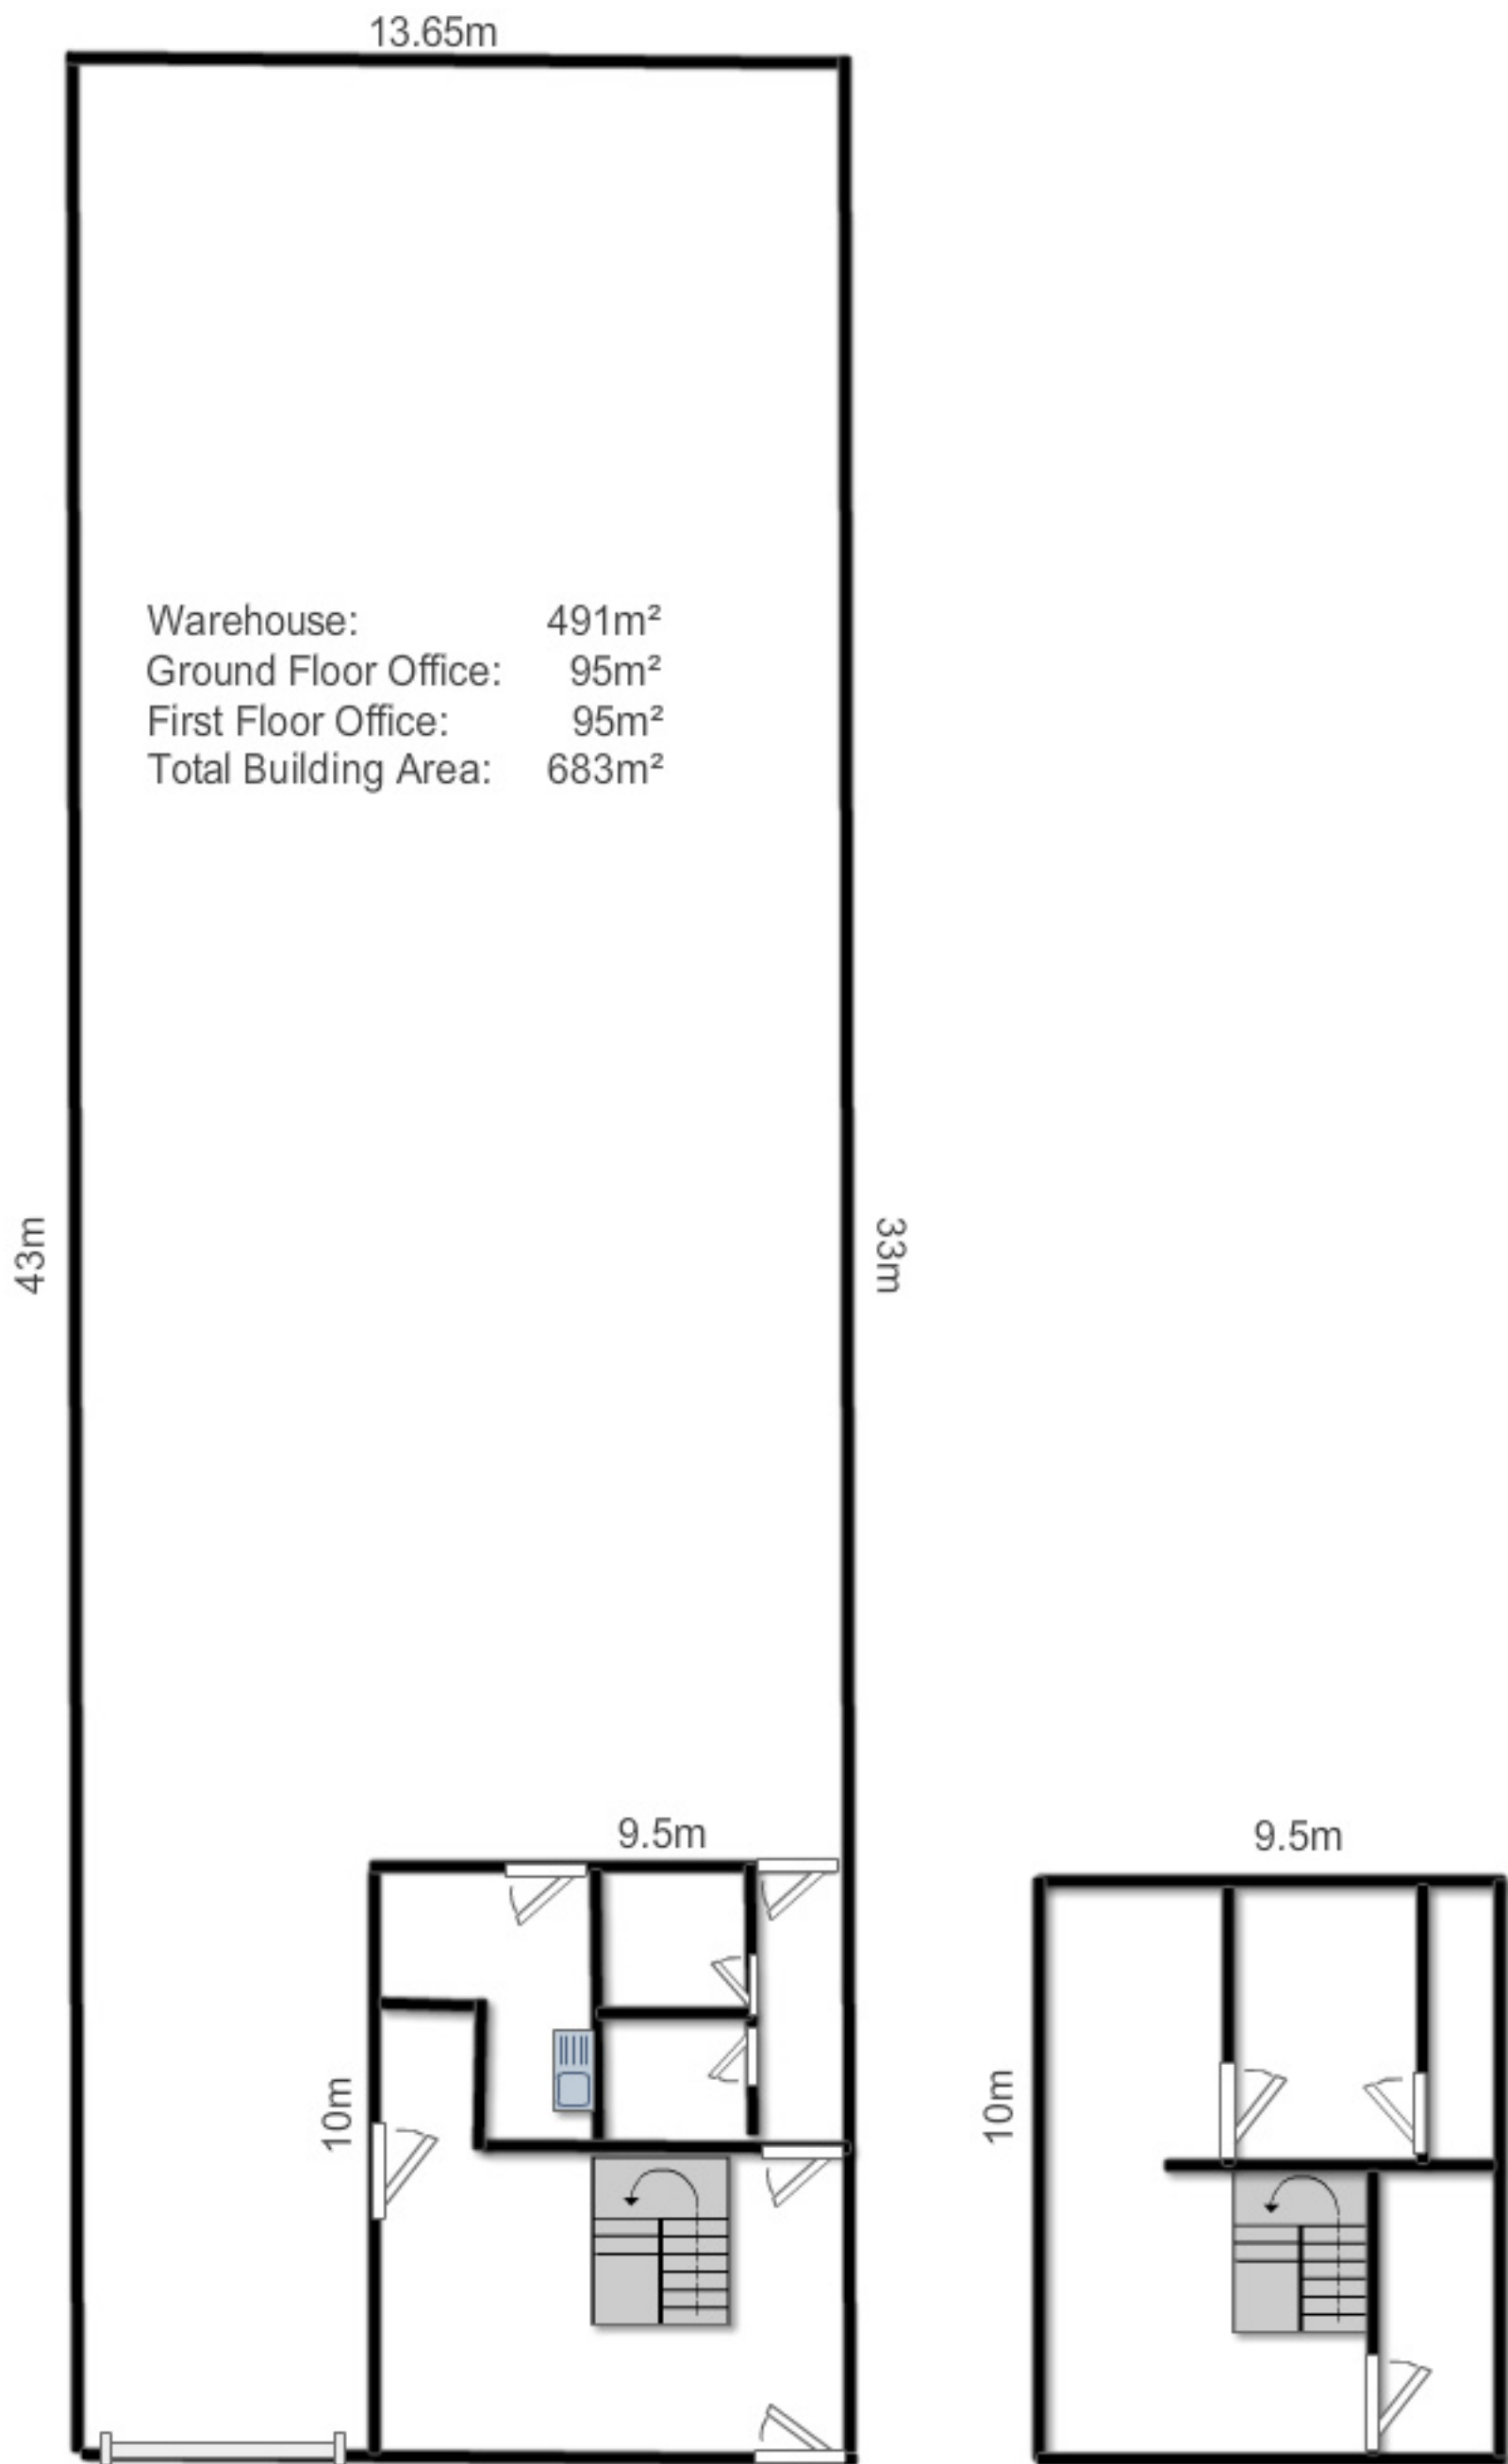 13.65m
Warehouse: 491m²
Ground Floor Office: 95m²
First Floor Office: 95m²
Total Building Area: 683m²
43m
33m
9.5m
9.5m
10m
10m